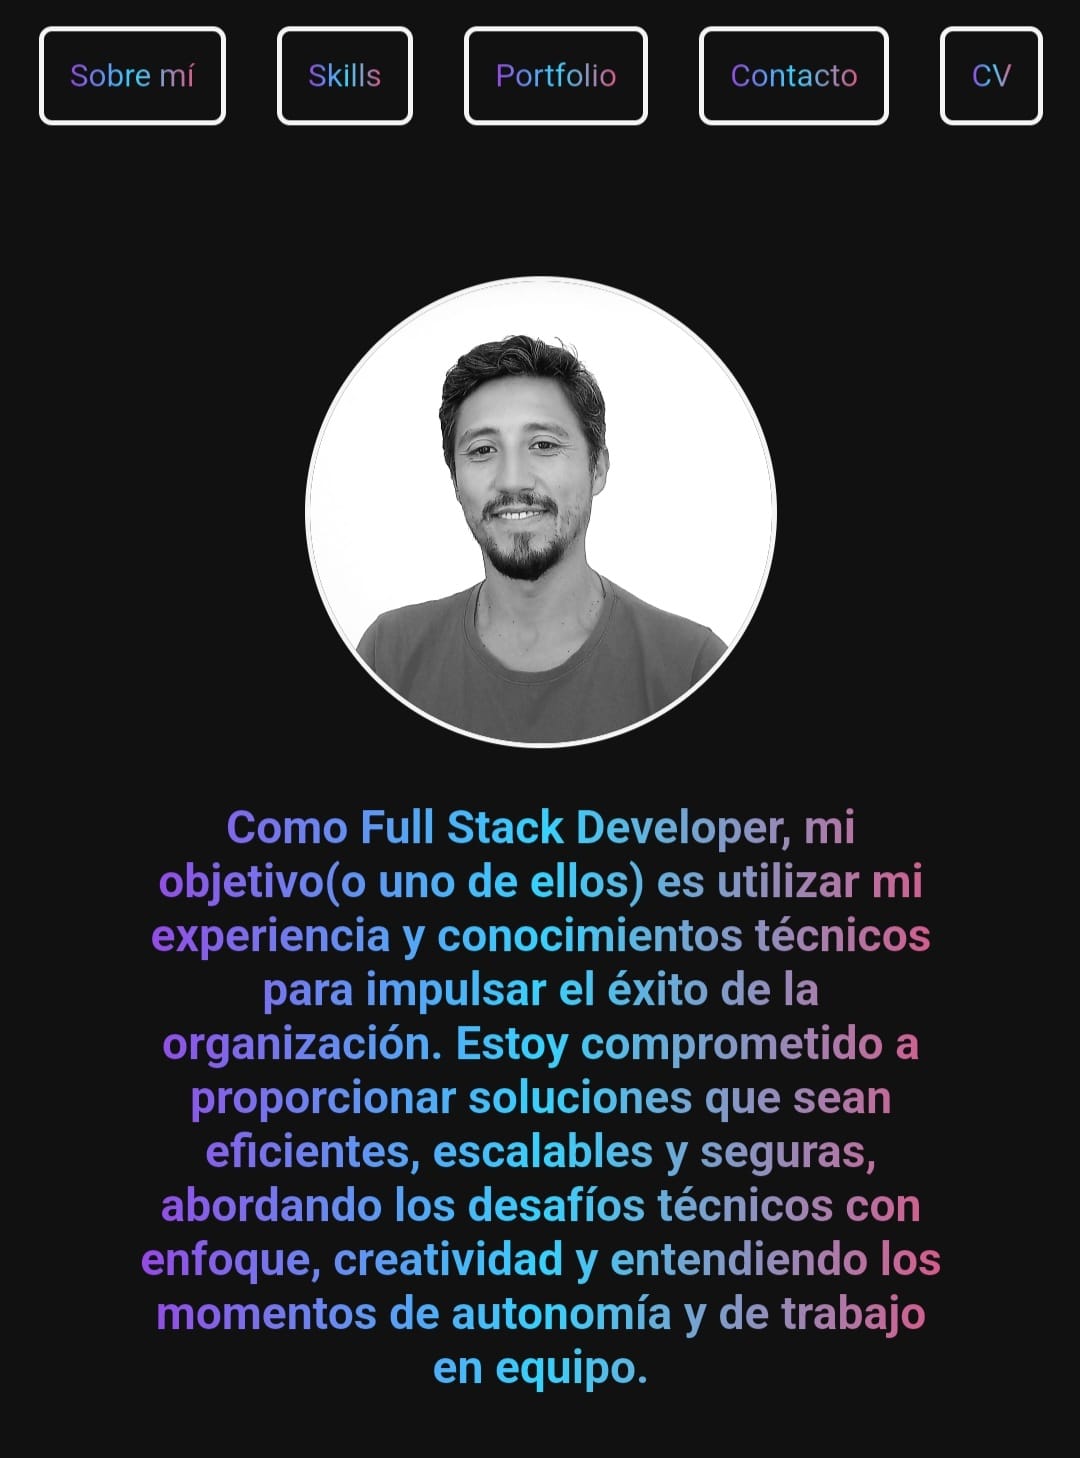 Sobre mí
Skills
Portfolio
Contacto
CV
Como Full Stack Developer, mi
objetivo(o uno de ellos) es utilizar mi
experiencia y conocimientos técnicos
para impulsar el éxito de la
organización. Estoy comprometido a
proporcionar soluciones que sean
eficientes, escalables y seguras,
abordando los desafíos técnicos con
enfoque, creatividad y entendiendo los
momentos de autonomía y de trabajo
en equipo.